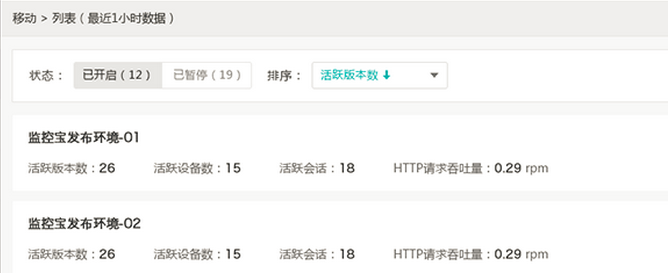 移动 > 列表（最近1小时数据）
状态： 已开启（12） 已暂停（19） 排序： 活跃版本数
监控宝发布环境-01
活跃版本数：26 活跃设备数：15 活跃会话：18 HTTP请求吞吐量：0.29 rpm
监控宝发布环境-02
活跃版本数：26 活跃设备数：15 活跃会话：18 HTTP请求吞吐量：0.29 rpm